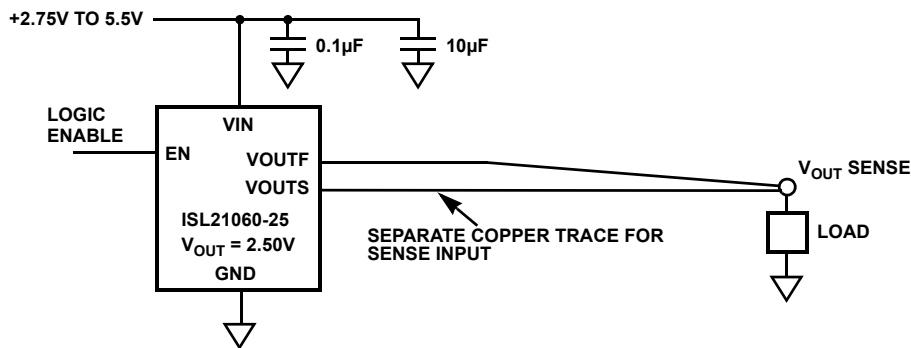 +2.75V TO 5.5V
0.1µF
10µF
LOGIC
ENABLE
VIN
EN
VOUTF
VOUTS
ISL21060-25
VOUT = 2.50V
GND
VOUT SENSE
SEPARATE COPPER TRACE FOR
SENSE INPUT
LOAD